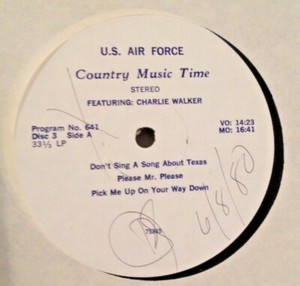 U.S. AIR FORCE
Country Music Time
STEREO
FEATURING: CHARLIE WALKER
Program No. 641
Disc 3 Side A
33⅓ LP
VO: 14:23
MO: 16:41
Don't Sing A Song About Texas
Please Mr. Please
Pick Me Up On Your Way Down
6/8/80